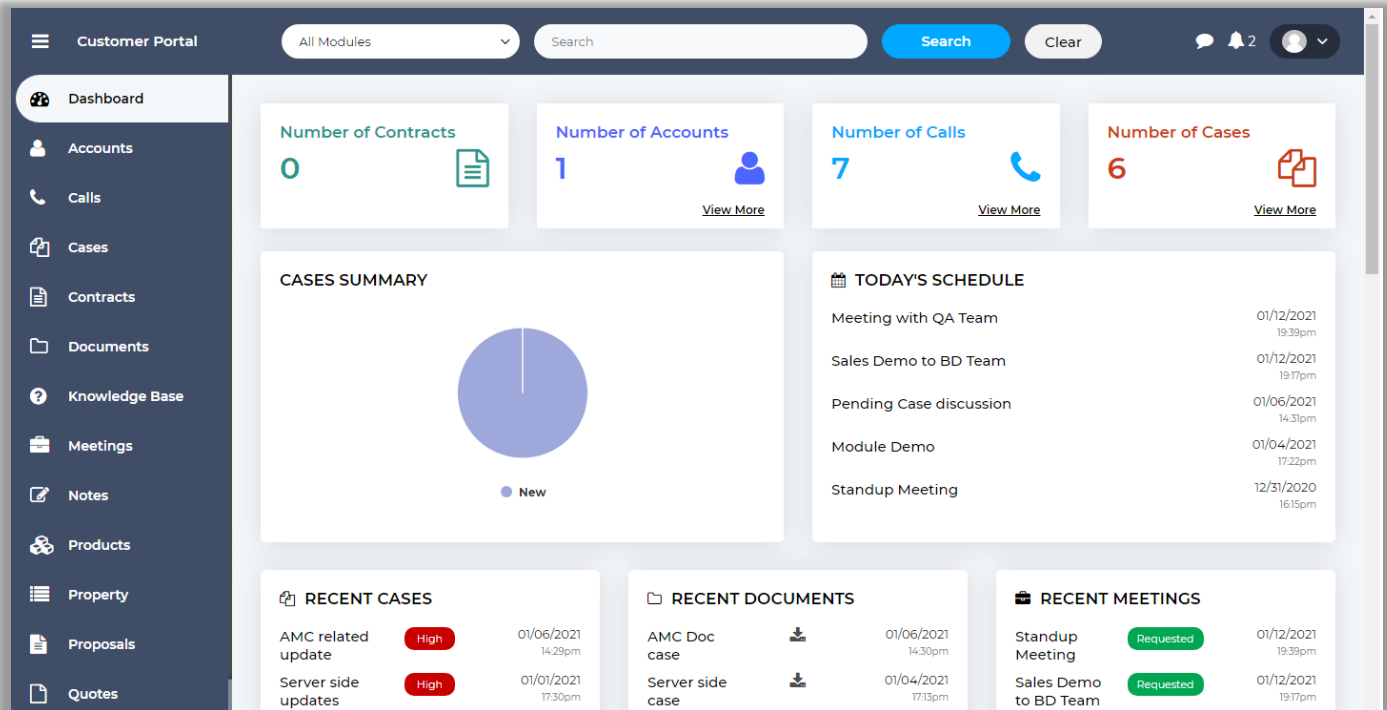 Customer Portal
All Modules
Search
Search
Clear
2
Dashboard
Accounts
Calls
Cases
Contracts
Documents
Knowledge Base
Meetings
Notes
Products
Property
Proposals
Quotes
Number of Contracts
0
Number of Accounts
1
View More
Number of Calls
7
View More
Number of Cases
6
View More
CASES SUMMARY
New
TODAY'S SCHEDULE
Meeting with QA Team 01/12/2021
19:39pm
Sales Demo to BD Team 01/12/2021
19:17pm
Pending Case discussion 01/06/2021
14:31pm
Module Demo 01/04/2021
17:22pm
Standup Meeting 12/31/2020
16:15pm
RECENT CASES
AMC related High 01/06/2021
update 14:29pm
Server side High 01/01/2021
updates 17:30pm
RECENT DOCUMENTS
AMC Doc 01/06/2021
case 14:30pm
Server side 01/04/2021
case 17:13pm
RECENT MEETINGS
Standup Requested 01/12/2021
Meeting 19:39pm
Sales Demo Requested 01/12/2021
to BD Team 19:17pm